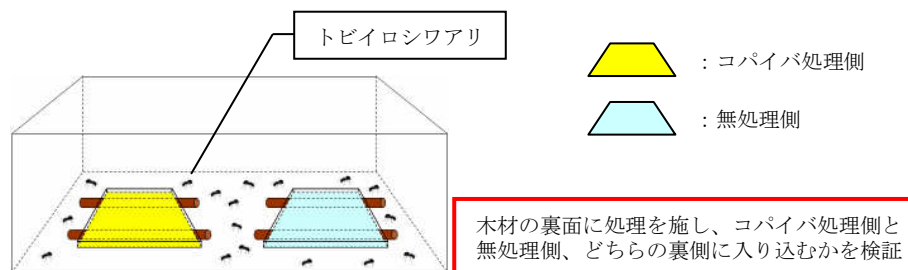 トビイロシワアリ
：コパイバ処理側
：無処理側
木材の裏面に処理を施し、コパイバ処理側と
無処理側、どちらの裏側に入り込むかを検証